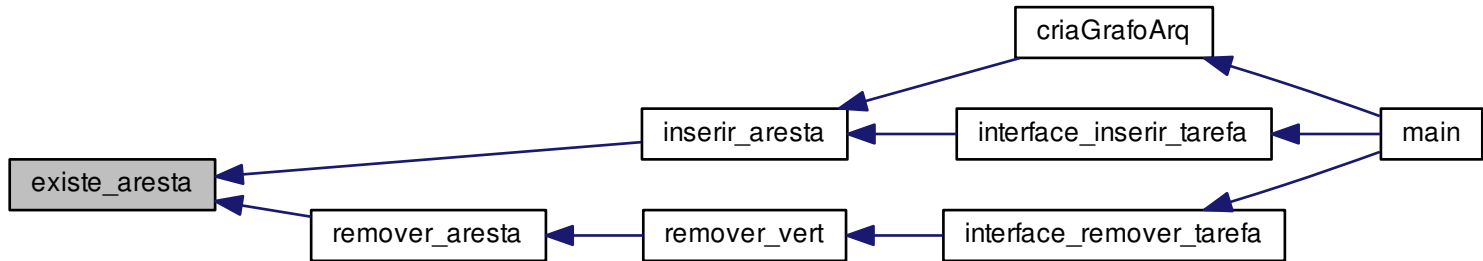 criaGrafoArq
inserir_aresta
interface_inserir_tarefa
main
existe_aresta
remover_aresta
remover_vert
interface_remover_tarefa